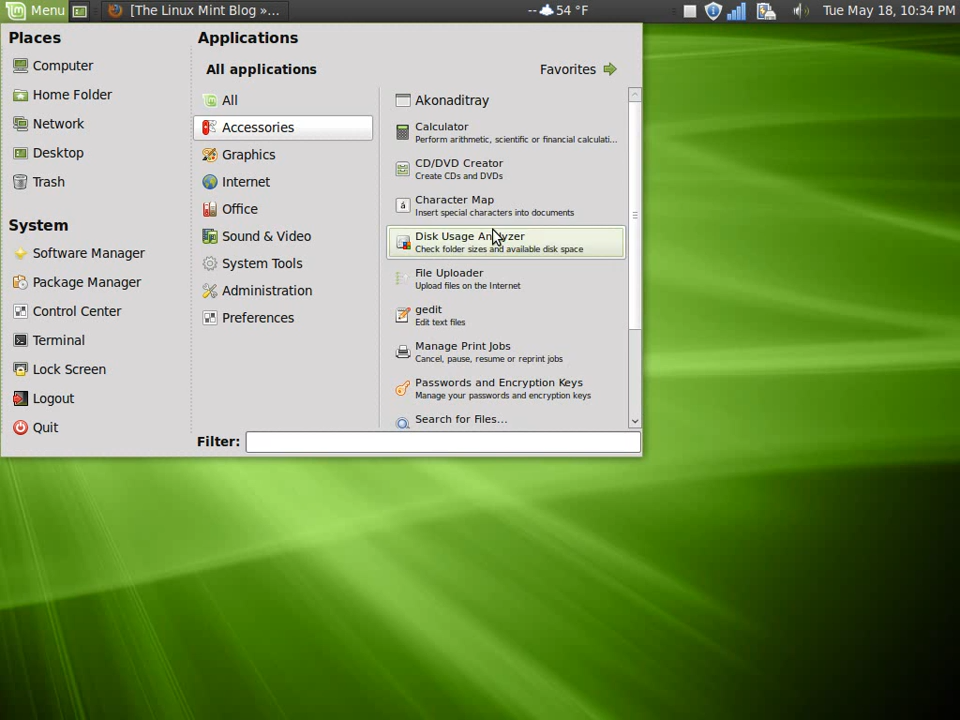 Menu [The Linux Mint Blog »... -- 54 °F Tue May 18, 10:34 PM
Places
Computer
Home Folder
Network
Desktop
Trash
System
Software Manager
Package Manager
Control Center
Terminal
Lock Screen
Logout
Quit
Applications
All applications Favorites
All
Accessories
Graphics
Internet
Office
Sound & Video
System Tools
Administration
Preferences
Akonaditray
Calculator
Perform arithmetic, scientific or financial calculati...
CD/DVD Creator
Create CDs and DVDs
Character Map
Insert special characters into documents
Disk Usage Analyzer
Check folder sizes and available disk space
File Uploader
Upload files on the Internet
gedit
Edit text files
Manage Print Jobs
Cancel, pause, resume or reprint jobs
Passwords and Encryption Keys
Manage your passwords and encryption keys
Search for Files...
Filter: